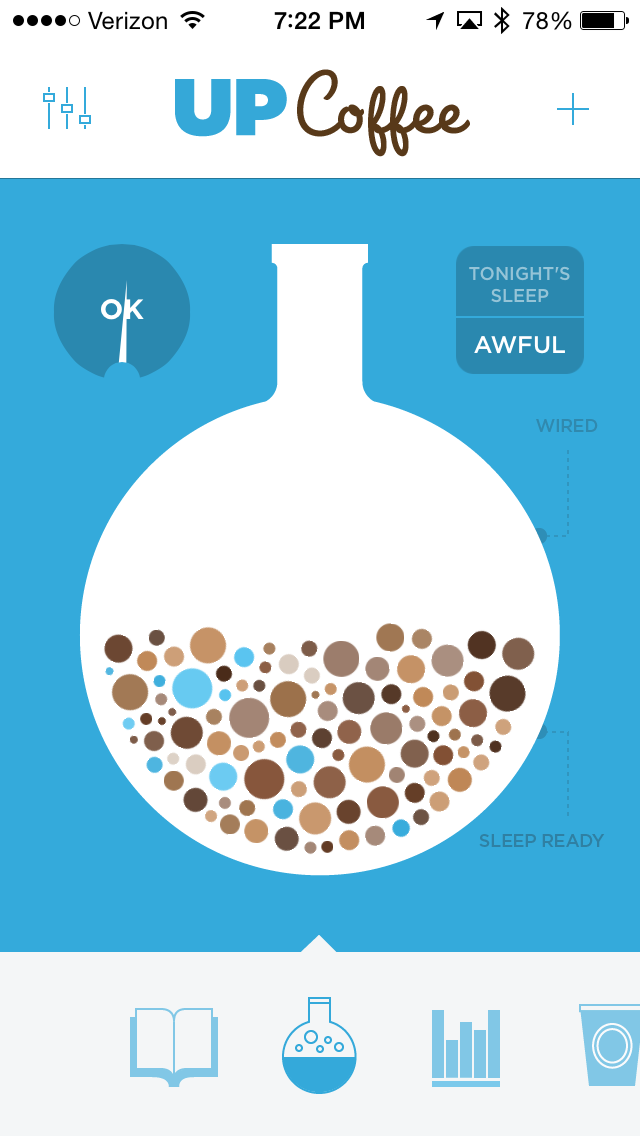 Verizon 7:22 PM 78%
UP Coffee
OK
TONIGHT'S
SLEEP
AWFUL
WIRED
SLEEP READY